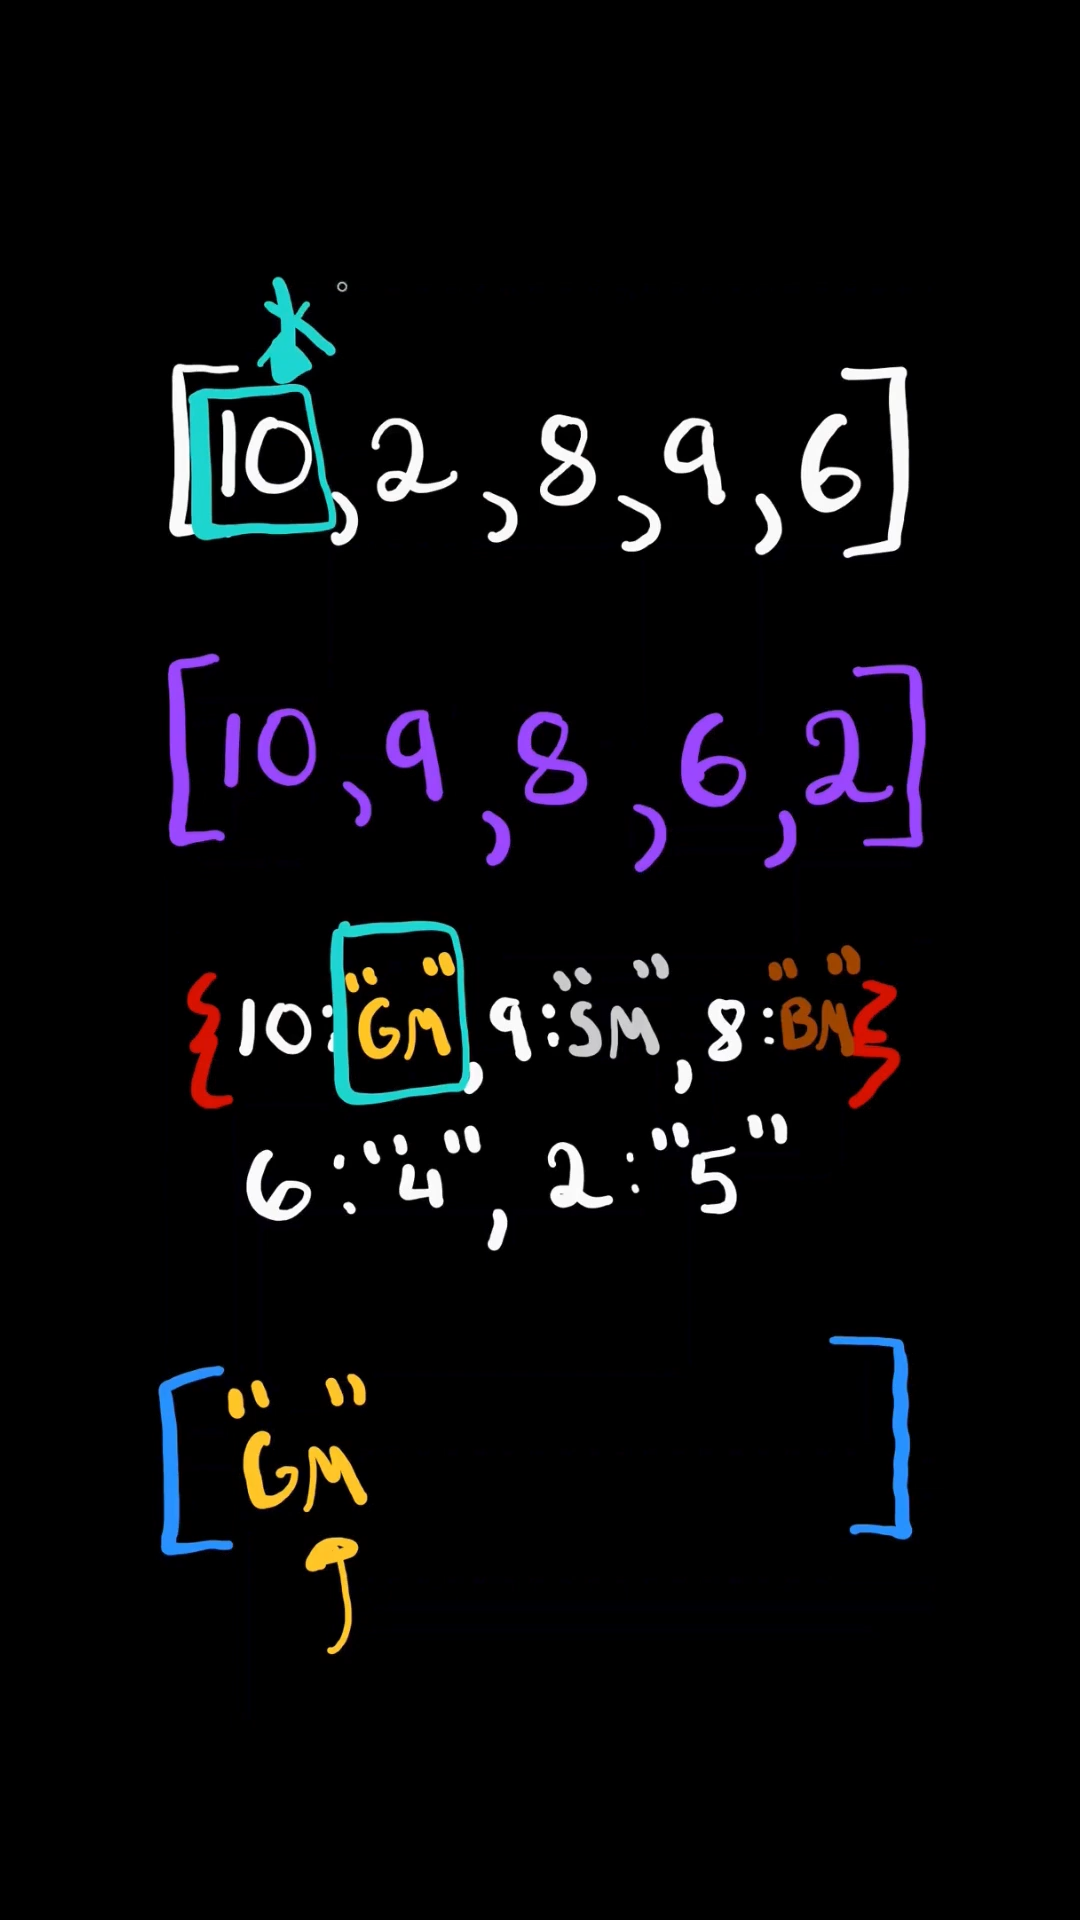 [10, 2, 8, 9, 6]
[10, 9, 8, 6, 2]
{10:"GM", 9:"SM", 8:"BM"}
6:"4", 2:"5"
["GM" ]